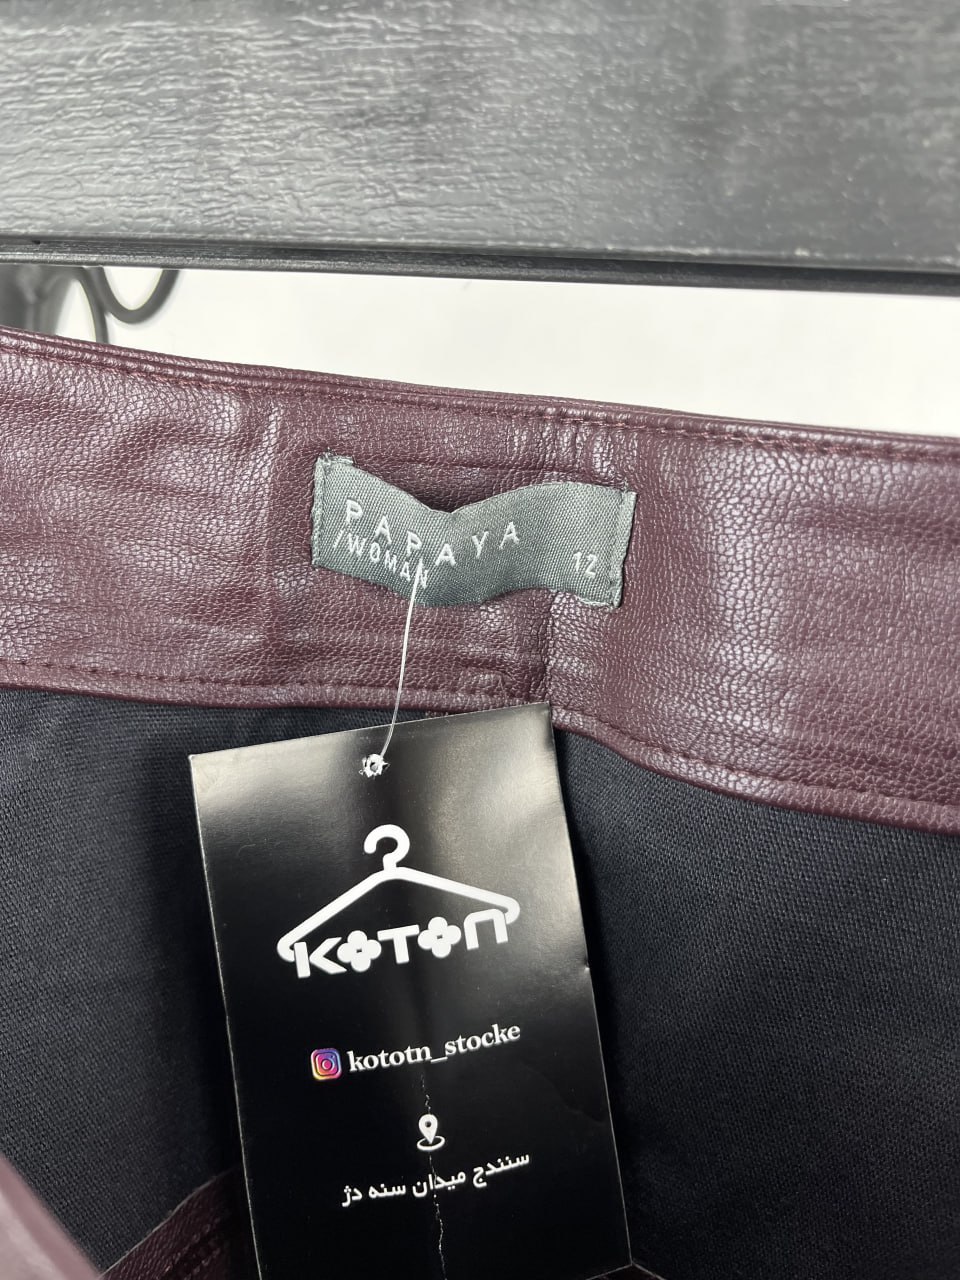 PAPAYA
/WOMAN
12
KOTON
kototn_stocke
سنندج میدان سنه دژ